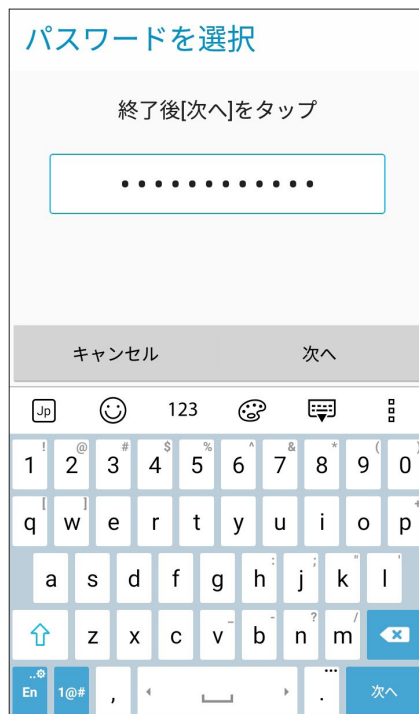 パスワードを選択
終了後[次へ]をタップ
••••••••••••
キャンセル 次へ
Jp 123
! @ # $ % ^ & * ( )
1 2 3 4 5 6 7 8 9 0
[ ] +
q w e r t y u i o p
: ; " '
a s d f g h j k l
_ - ? /
z x c v b n m
En 1@# , . 次へ